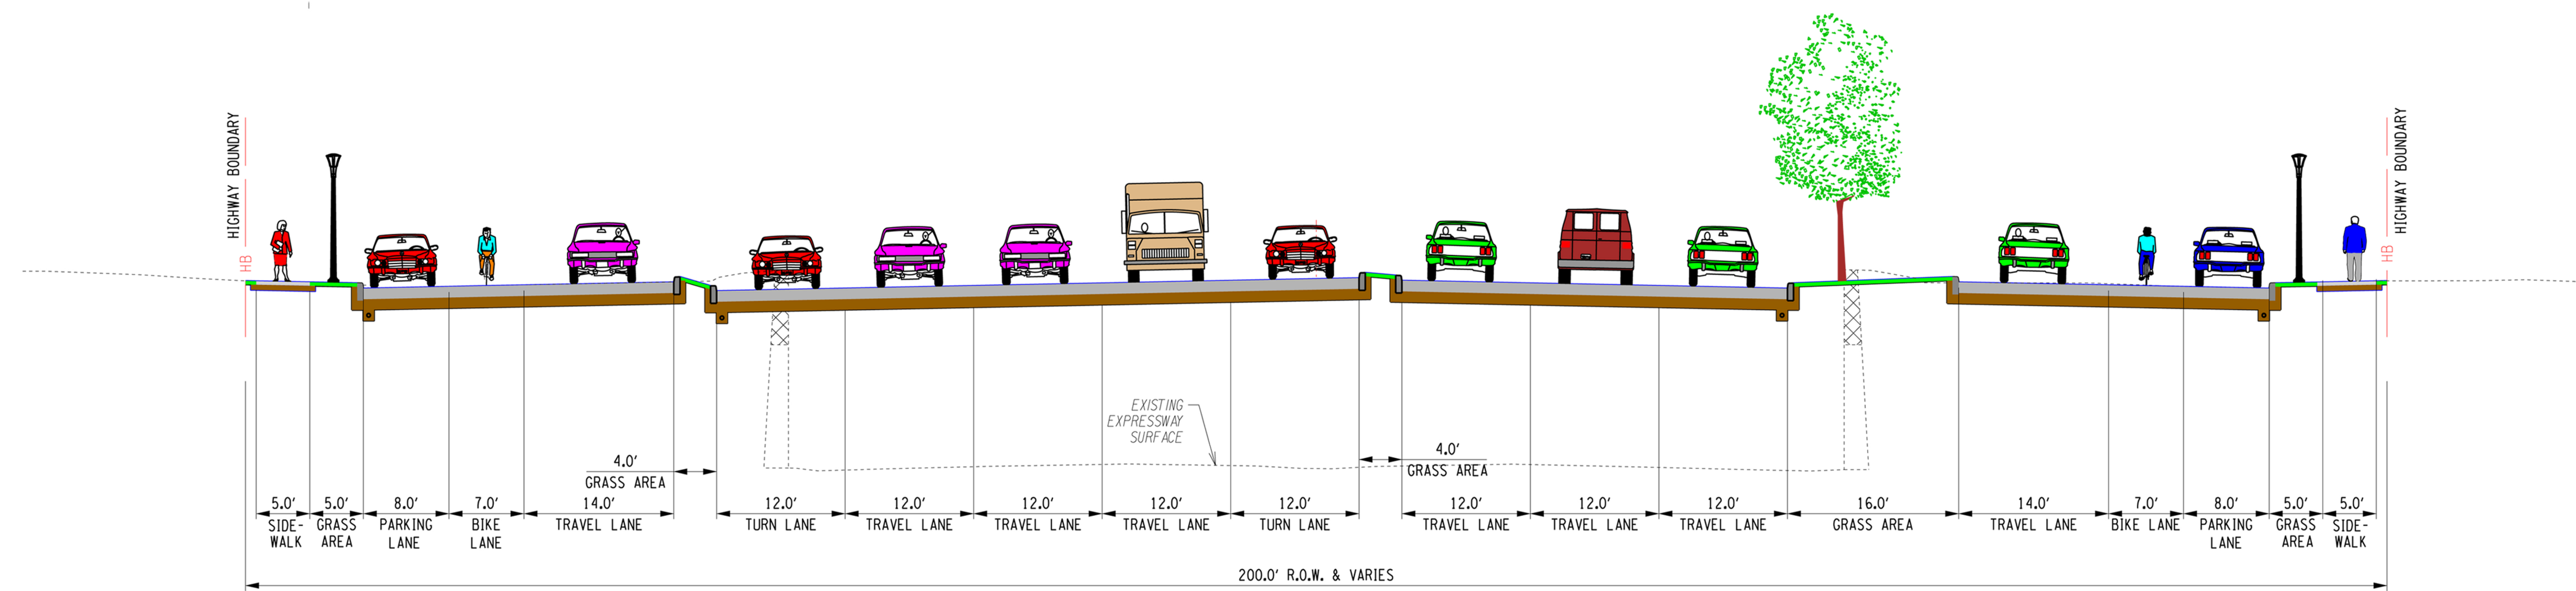 HIGHWAY BOUNDARY
HB
HIGHWAY BOUNDARY
HB
EXISTING
EXPRESSWAY
SURFACE
4.0'
GRASS AREA
4.0'
GRASS AREA
5.0'
SIDE-
WALK
5.0'
GRASS
AREA
8.0'
PARKING
LANE
7.0'
BIKE
LANE
14.0'
TRAVEL LANE
12.0'
TURN LANE
12.0'
TRAVEL LANE
12.0'
TRAVEL LANE
12.0'
TRAVEL LANE
12.0'
TURN LANE
12.0'
TRAVEL LANE
12.0'
TRAVEL LANE
12.0'
TRAVEL LANE
16.0'
GRASS AREA
14.0'
TRAVEL LANE
7.0'
BIKE LANE
8.0'
PARKING
LANE
5.0'
GRASS
AREA
5.0'
SIDE-
WALK
200.0' R.O.W. & VARIES